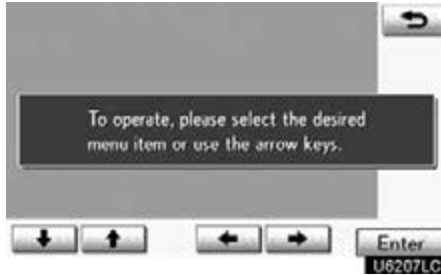 To operate, please select the desired
menu item or use the arrow keys.
Enter
U6207LC